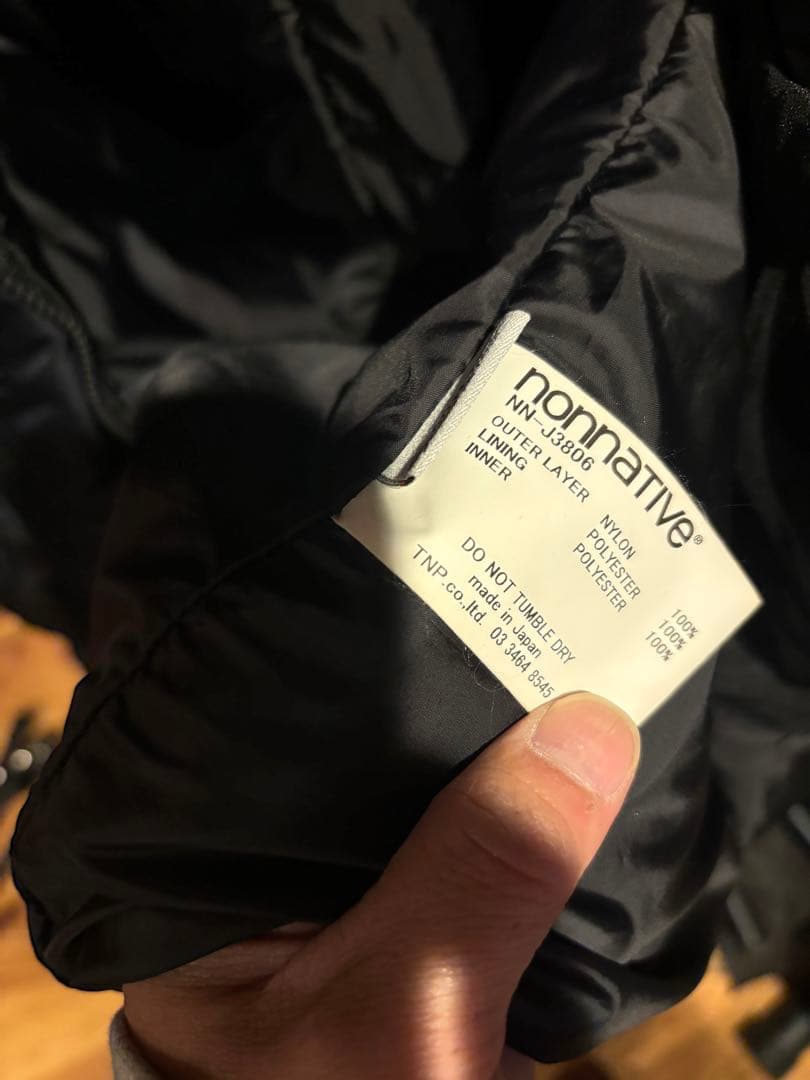 nonnative®
NN-J3806
OUTER LAYER NYLON 100%
LINING POLYESTER 100%
INNER POLYESTER 100%
DO NOT TUMBLE DRY
made in Japan
TNP.co.,ltd. 03 3464 8545